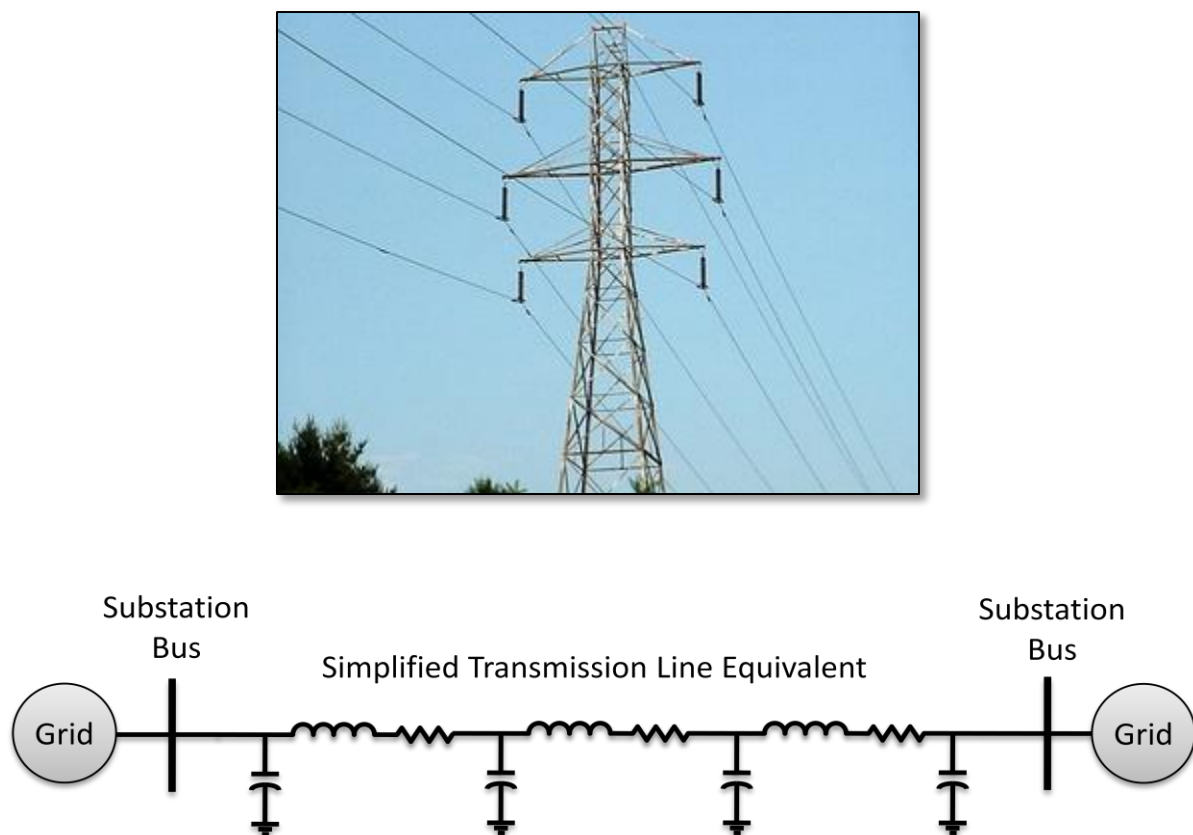 Substation
Bus
Substation
Bus
Simplified Transmission Line Equivalent
Grid
Grid